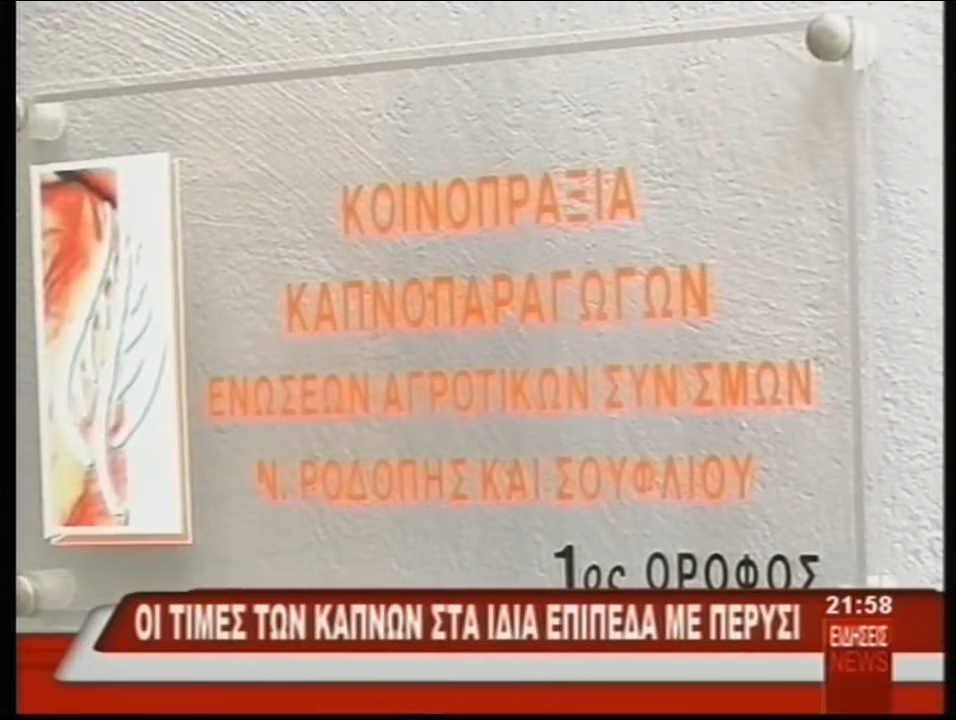 ΚΟΙΝΟΠΡΑΞΙΑ
ΚΑΠΝΟΠΑΡΑΓΩΓΩΝ
ΕΝΩΣΕΩΝ ΑΓΡΟΤΙΚΩΝ ΣΥΝ ΣΜΩΝ
Ν. ΡΟΔΟΠΗΣ ΚΑΙ ΣΟΥΦΛΙΟΥ
1ος ΟΡΟΦΟΣ
ΟΙ ΤΙΜΕΣ ΤΩΝ ΚΑΠΝΩΝ ΣΤΑ ΙΔΙΑ ΕΠΙΠΕΔΑ ΜΕ ΠΕΡΥΣΙ
21:58
ΕΙΔΗΣΕΙΣ
NEWS